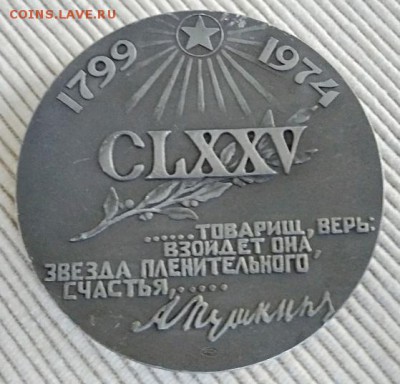 COINS.LAVE.RU
1799 1974
CLXXV
......ТОВАРИЩ, ВЕРЬ:
ВЗОЙДЕТ ОНА,
ЗВЕЗДА ПЛЕНИТЕЛЬНОГО
СЧАСТЬЯ,.....
А Пушкинъ